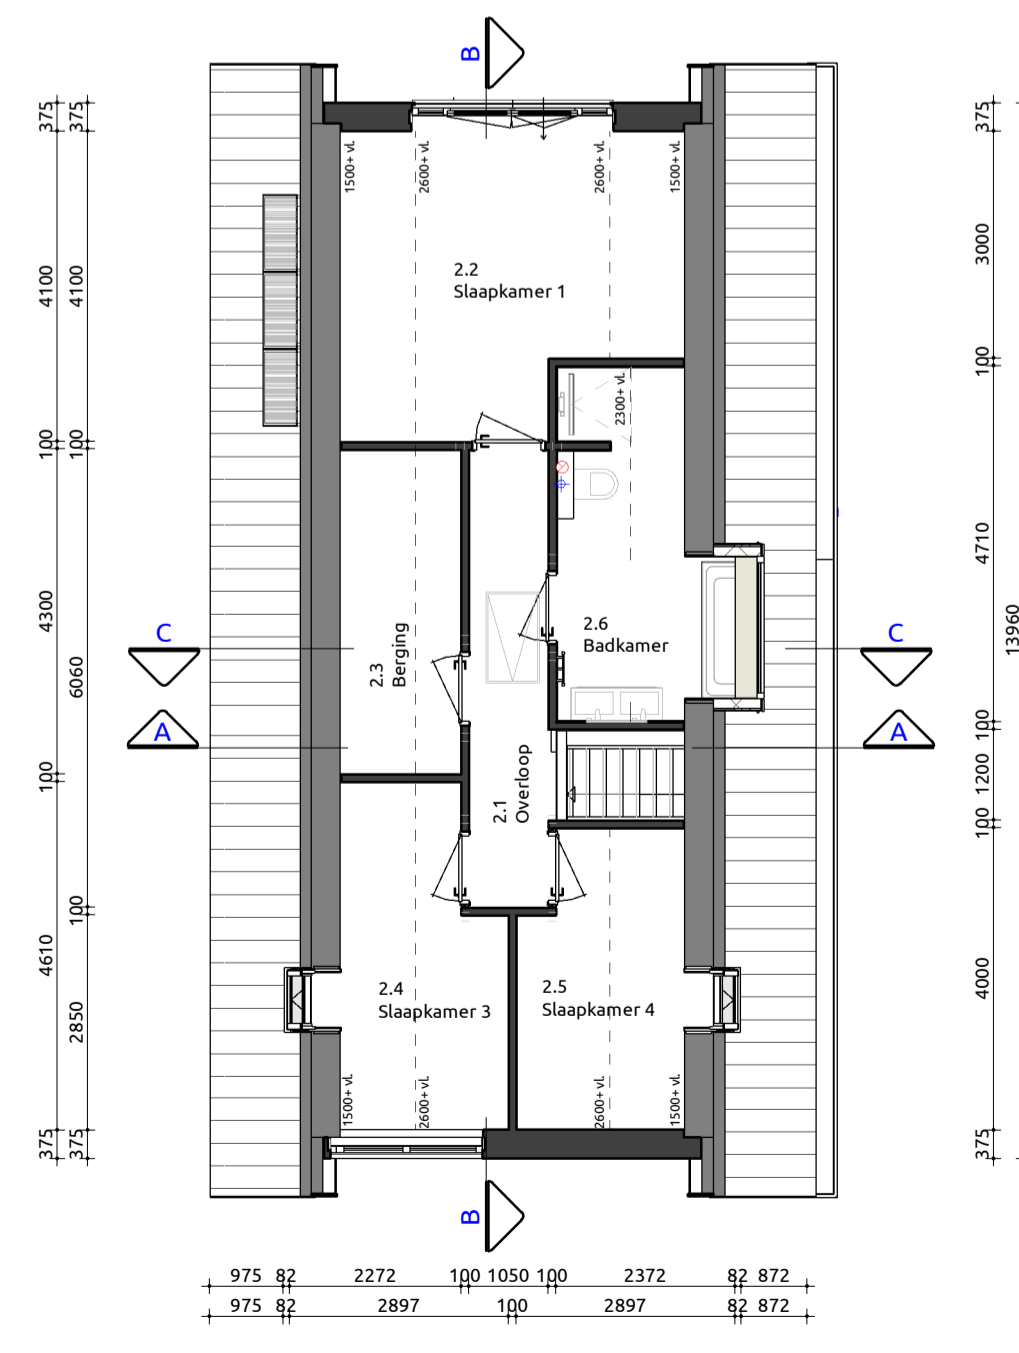 B
375
375
375
1500+ vl.
2600+ vl.
2600+ vl.
1500+ vl.
3000
2.2
Slaapkamer 1
4100
4100
100
2300+ vl.
100
100
4710
4300
13960
C
2.6
Badkamer
C
2.3
Berging
6060
A
A
100
100
1200
2.1
Overloop
100
100
4610
2.4
Slaapkamer 3
2.5
Slaapkamer 4
4000
2850
1500+ vl.
2600+ vl.
2600+ vl.
1500+ vl.
375
375
375
B
975 82 2272 100 1050 100 2372 82 872
975 82 2897 100 2897 82 872